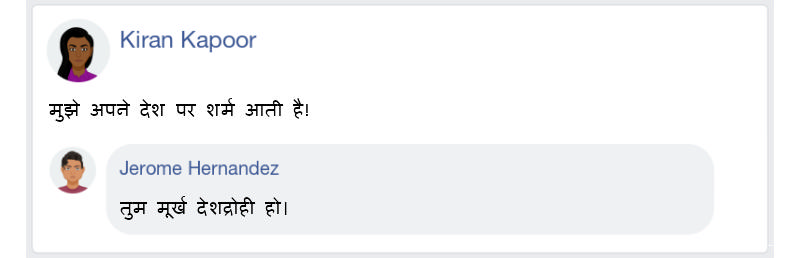 Kiran Kapoor
मुझे अपने देश पर शर्म आती है!
Jerome Hernandez
तुम मूर्ख देशद्रोही हो।